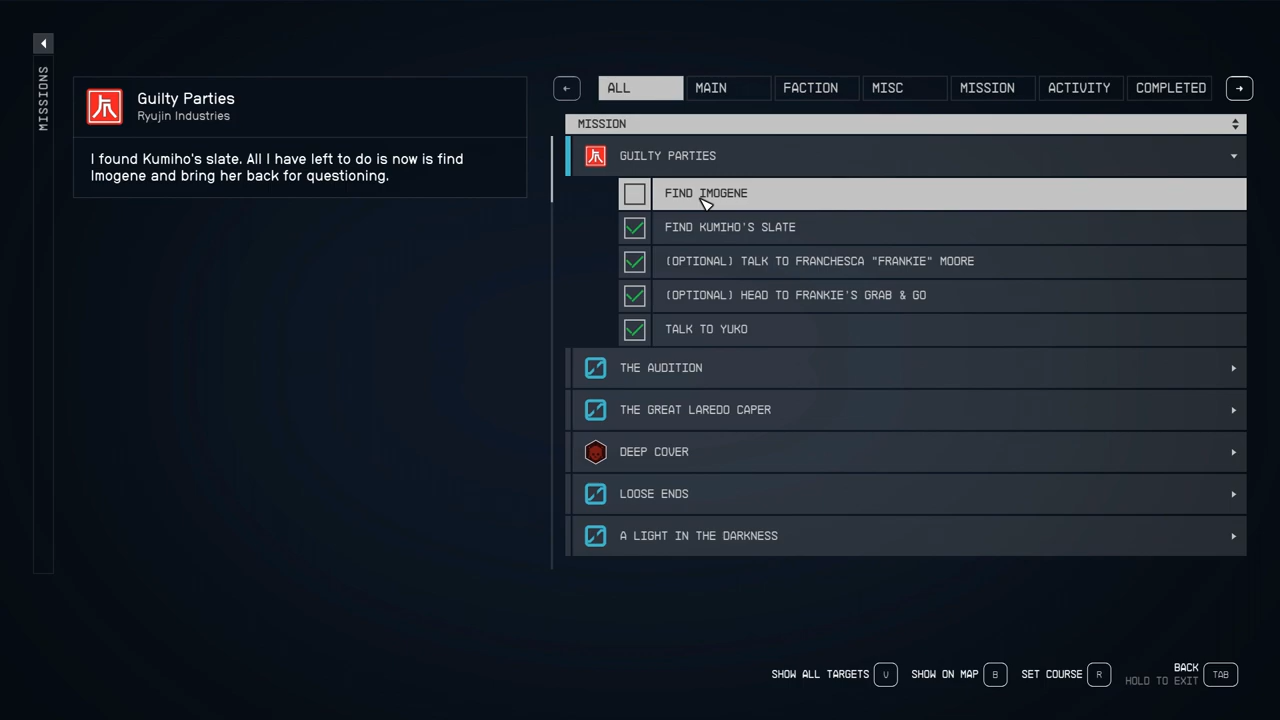 MISSIONS
Guilty Parties
Ryujin Industries
I found Kumiho's slate. All I have left to do is now is find
Imogene and bring her back for questioning.
ALL
MAIN
FACTION
MISC
MISSION
ACTIVITY
COMPLETED
MISSION
GUILTY PARTIES
FIND IMOGENE
FIND KUMIHO'S SLATE
(OPTIONAL) TALK TO FRANCHESCA "FRANKIE" MOORE
(OPTIONAL) HEAD TO FRANKIE'S GRAB & GO
TALK TO YUKO
THE AUDITION
THE GREAT LAREDO CAPER
DEEP COVER
LOOSE ENDS
A LIGHT IN THE DARKNESS
SHOW ALL TARGETS V
SHOW ON MAP B
SET COURSE R
BACK
HOLD TO EXIT
TAB